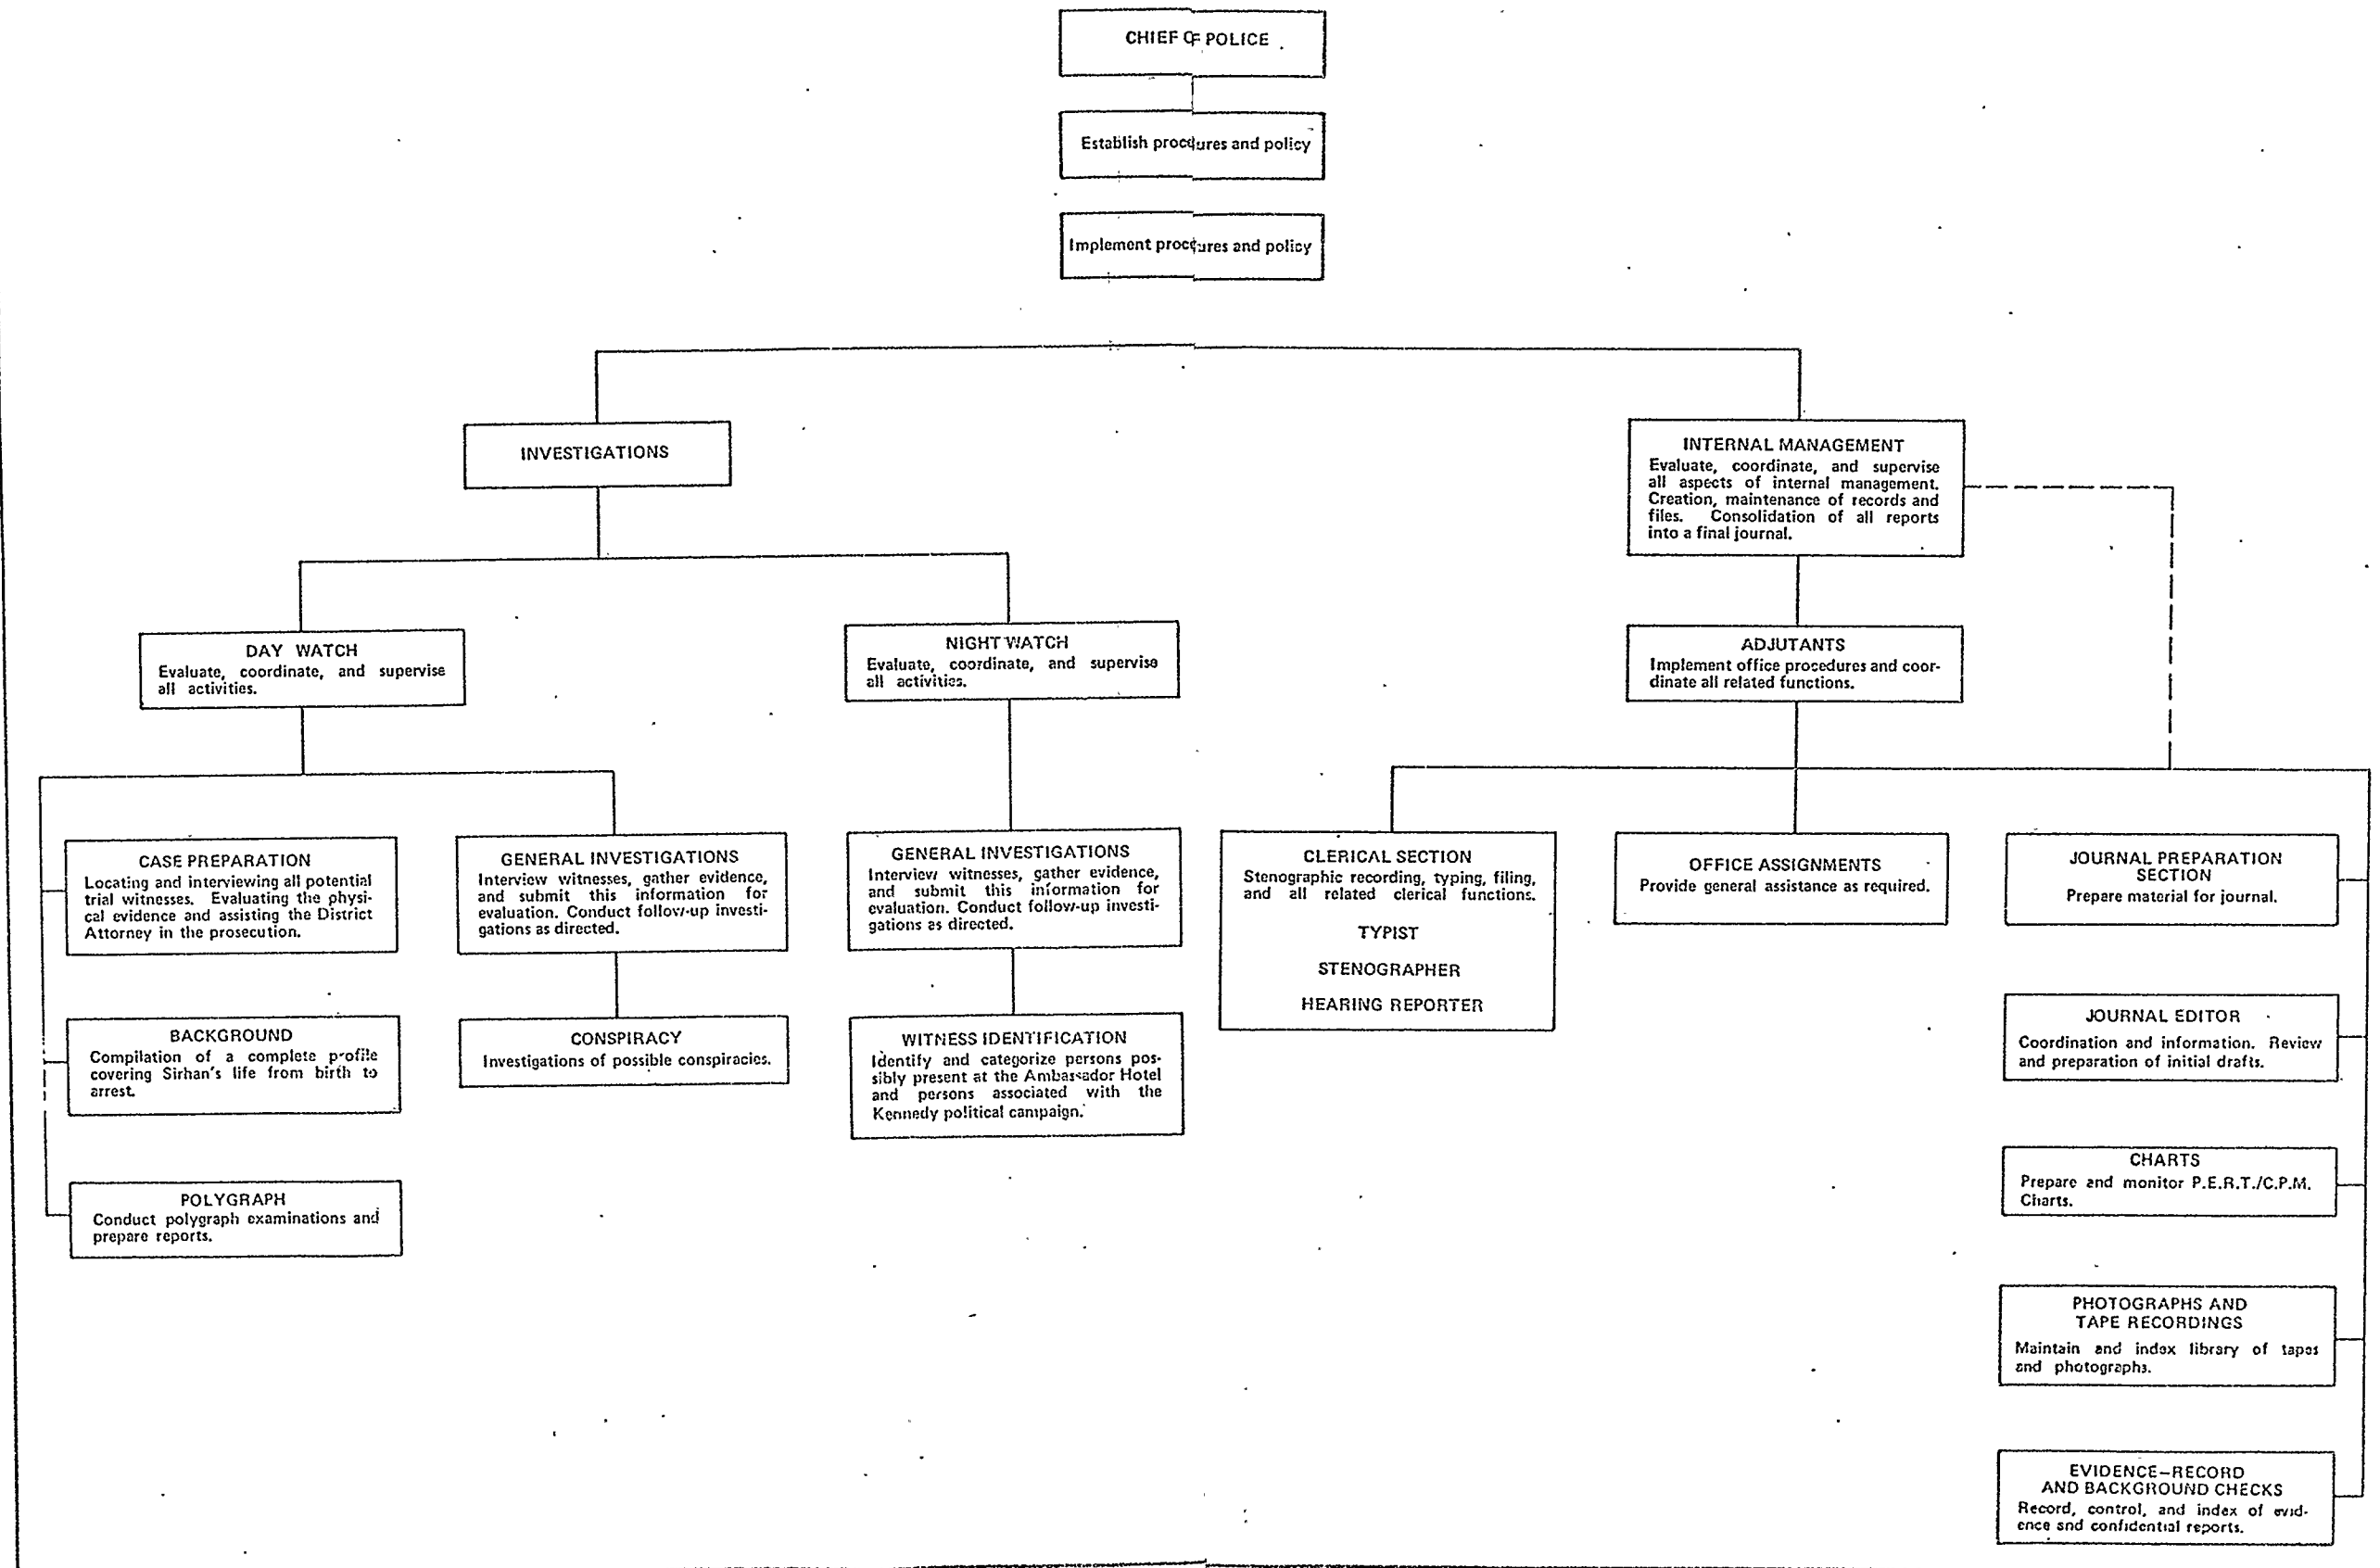 CHIEF OF POLICE
Establish procedures and policy
Implement procedures and policy
INVESTIGATIONS
INTERNAL MANAGEMENT
Evaluate, coordinate, and supervise
all aspects of internal management.
Creation, maintenance of records and
files. Consolidation of all reports
into a final journal.
DAY WATCH
Evaluate, coordinate, and supervise
all activities.
NIGHT WATCH
Evaluate, coordinate, and supervise
all activities.
ADJUTANTS
Implement office procedures and coor-
dinate all related functions.
CASE PREPARATION
Locating and interviewing all potential
trial witnesses. Evaluating the physi-
cal evidence and assisting the District
Attorney in the prosecution.
GENERAL INVESTIGATIONS
Interview witnesses, gather evidence,
and submit this information for
evaluation. Conduct follow-up investi-
gations as directed.
GENERAL INVESTIGATIONS
Interview witnesses, gather evidence,
and submit this information for
evaluation. Conduct follow-up investi-
gations as directed.
CLERICAL SECTION
Stenographic recording, typing, filing,
and all related clerical functions.
TYPIST
STENOGRAPHER
HEARING REPORTER
OFFICE ASSIGNMENTS
Provide general assistance as required.
JOURNAL PREPARATION
SECTION
Prepare material for journal.
BACKGROUND
Compilation of a complete profile
covering Sirhan's life from birth to
arrest.
CONSPIRACY
Investigations of possible conspiracies.
WITNESS IDENTIFICATION
Identify and categorize persons pos-
sibly present at the Ambassador Hotel
and persons associated with the
Kennedy political campaign.
JOURNAL EDITOR
Coordination and information. Review
and preparation of initial drafts.
POLYGRAPH
Conduct polygraph examinations and
prepare reports.
CHARTS
Prepare and monitor P.E.R.T./C.P.M.
Charts.
PHOTOGRAPHS AND
TAPE RECORDINGS
Maintain and index library of tapes
and photographs.
EVIDENCE—RECORD
AND BACKGROUND CHECKS
Record, control, and index of evid-
ence and confidential reports.